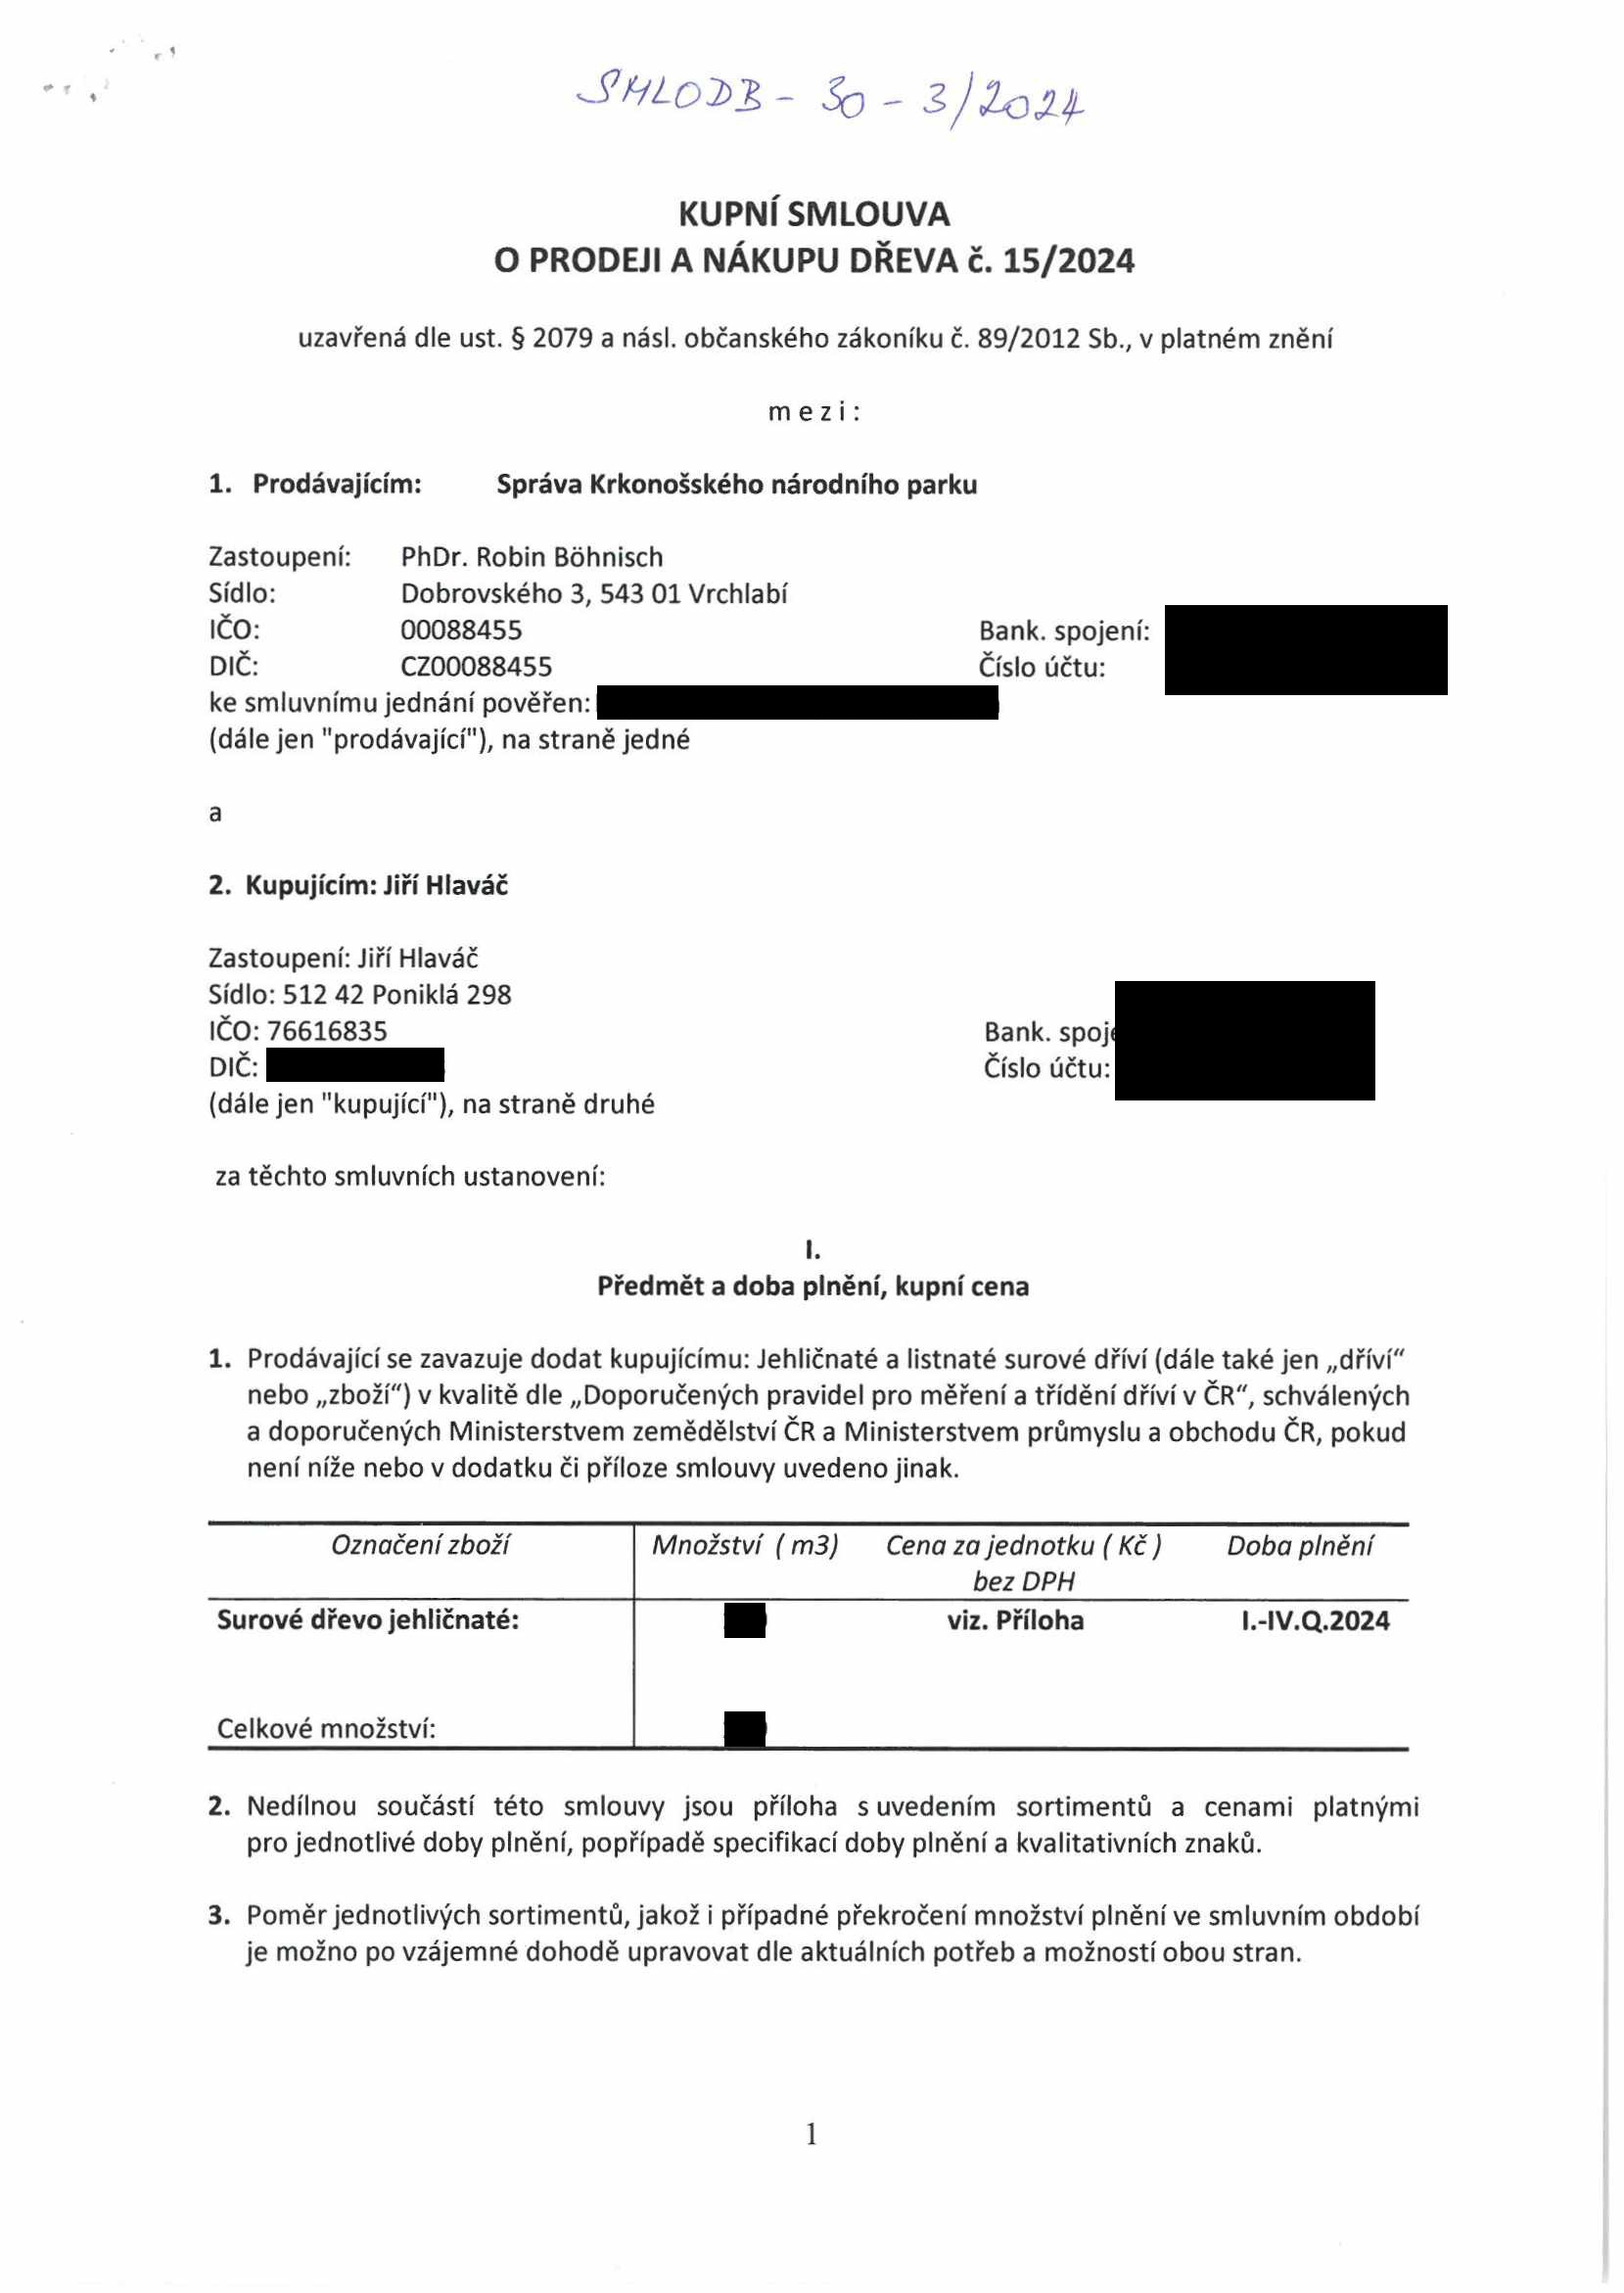 SMLODB - 30 - 3/2024
KUPNÍ SMLOUVA
O PRODEJI A NÁKUPU DŘEVA č. 15/2024
uzavřená dle ust. § 2079 a násl. občanského zákoníku č. 89/2012 Sb., v platném znění
m e z i :
1. Prodávajícím: Správa Krkonošského národního parku
Zastoupení: PhDr. Robin Böhnisch
Sídlo: Dobrovského 3, 543 01 Vrchlabí
IČO: 00088455 Bank. spojení:
DIČ: CZ00088455 Číslo účtu:
ke smluvnímu jednání pověřen:
(dále jen "prodávající"), na straně jedné
a
2. Kupujícím: Jiří Hlaváč
Zastoupení: Jiří Hlaváč
Sídlo: 512 42 Poniklá 298
IČO: 76616835 Bank.
DIČ: Číslo účtu:
(dále jen "kupující"), na straně druhé
za těchto smluvních ustanovení:
I.
Předmět a doba plnění, kupní cena
1. Prodávající se zavazuje dodat kupujícímu: Jehličnaté a listnaté surové dříví (dále také jen „dříví“
nebo „zboží“) v kvalitě dle „Doporučených pravidel pro měření a třídění dříví v ČR“, schválených
a doporučených Ministerstvem zemědělství ČR a Ministerstvem průmyslu a obchodu ČR, pokud
není níže nebo v dodatku či příloze smlouvy uvedeno jinak.
Označení zboží Množství ( m3) Cena za jednotku ( Kč ) Doba plnění
bez DPH
Surové dřevo jehličnaté: viz. Příloha I.-IV.Q.2024
Celkové množství:
2. Nedílnou součástí této smlouvy jsou příloha s uvedením sortimentů a cenami platnými
pro jednotlivé doby plnění, popřípadě specifikací doby plnění a kvalitativních znaků.
3. Poměr jednotlivých sortimentů, jakož i případné překročení množství plnění ve smluvním období
je možno po vzájemné dohodě upravovat dle aktuálních potřeb a možností obou stran.
1